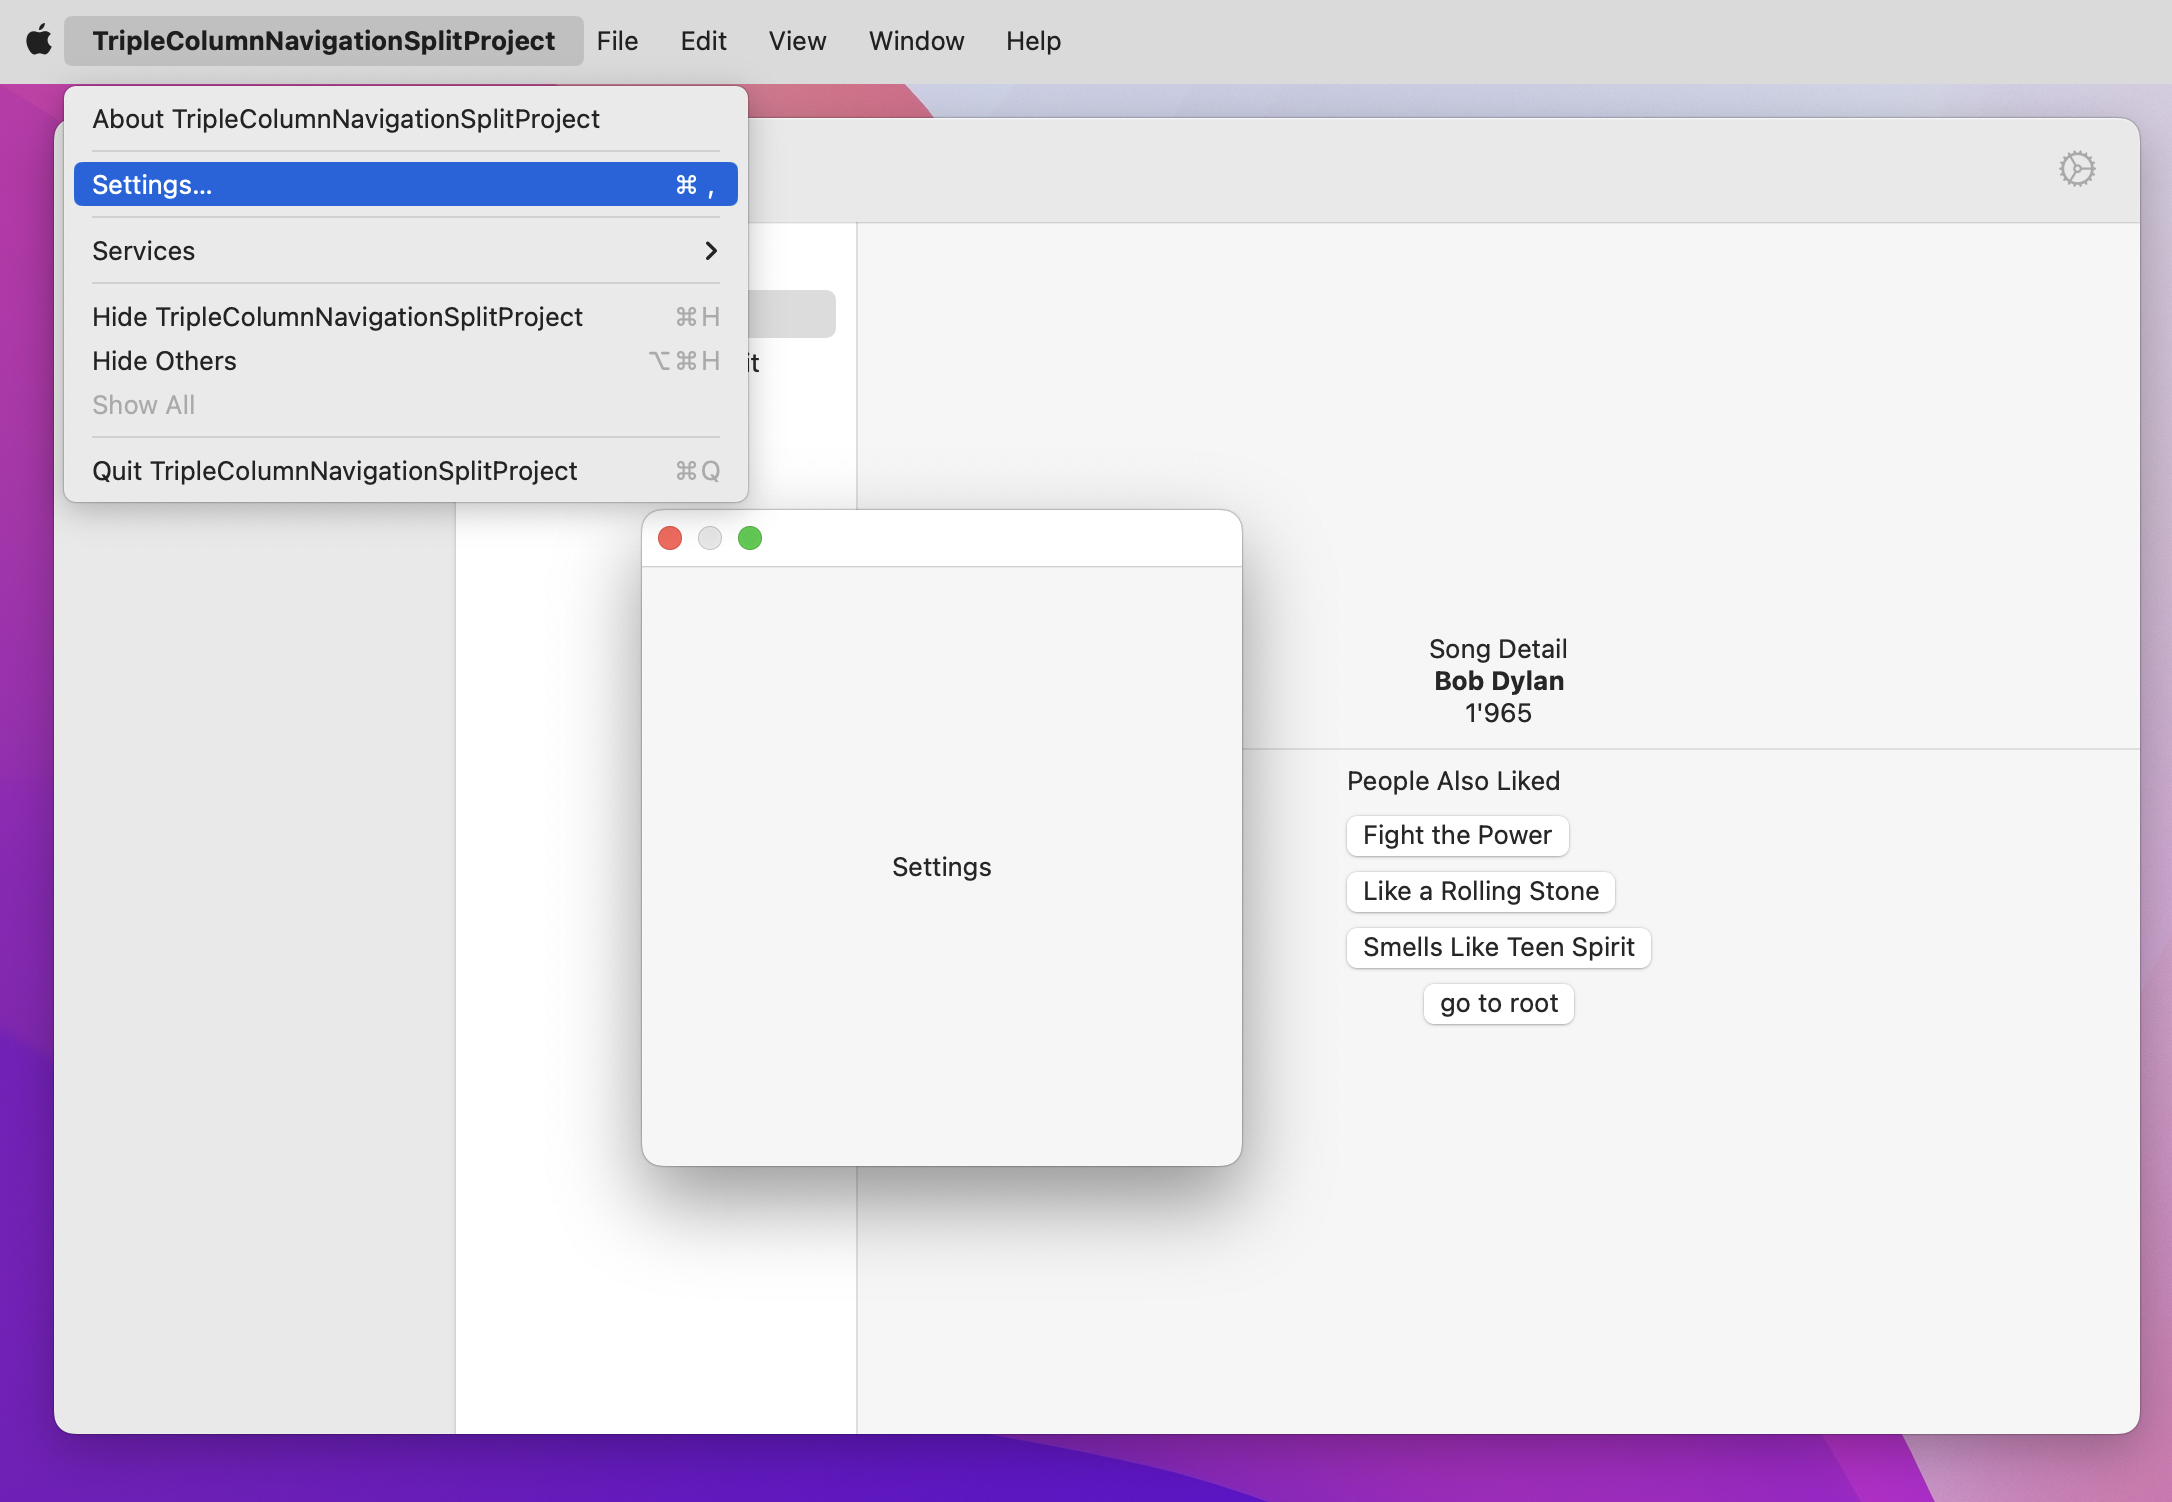 TripleColumnNavigationSplitProject File Edit View Window Help
About TripleColumnNavigationSplitProject
Settings... ⌘ ,
Services
Hide TripleColumnNavigationSplitProject ⌘H
Hide Others ⌥⌘H
Show All
Quit TripleColumnNavigationSplitProject ⌘Q
Settings
Song Detail
Bob Dylan
1'965
People Also Liked
Fight the Power
Like a Rolling Stone
Smells Like Teen Spirit
go to root